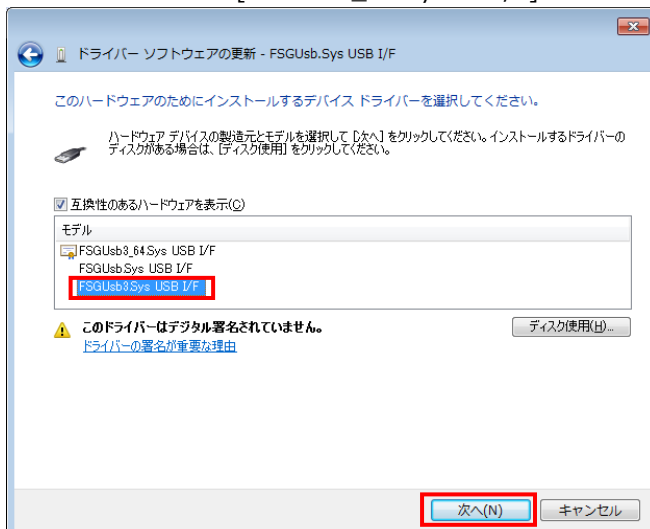 ドライバー ソフトウェアの更新 - FSGUsb.Sys USB I/F
このハードウェアのためにインストールするデバイス ドライバーを選択してください。
ハードウェア デバイスの製造元とモデルを選択して [次へ] をクリックしてください。インストールするドライバーの
ディスクがある場合は、[ディスク使用] をクリックしてください。
互換性のあるハードウェアを表示(C)
モデル
FSGUsb3_64.Sys USB I/F
FSGUsb.Sys USB I/F
FSGUsb3.Sys USB I/F
このドライバーはデジタル署名されていません。
ディスク使用(H)...
ドライバーの署名が重要な理由
次へ(N)
キャンセル